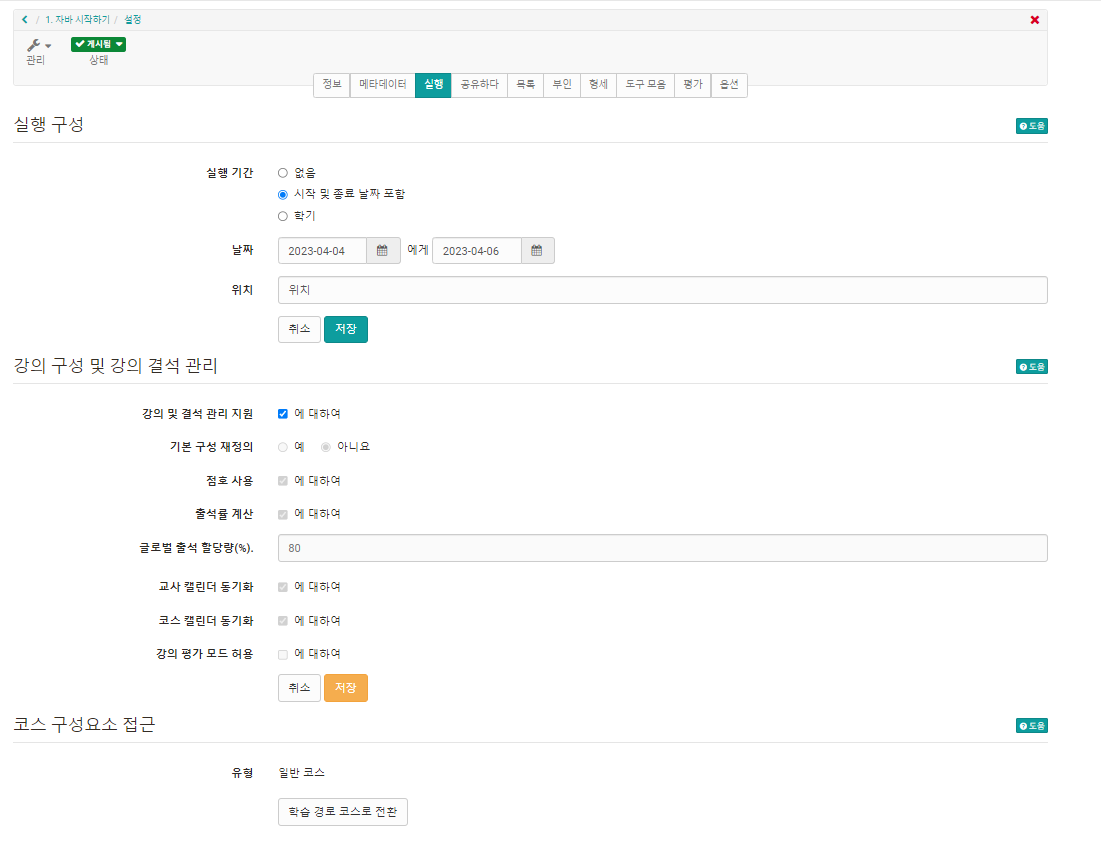 / 1. 자바 시작하기 / 설정
관리
게시됨
상태
정보 메타데이터 실행 공유하다 목록 부인 형세 도구 모음 평가 옵션
실행 구성
도움
실행 기간
없음
시작 및 종료 날짜 포함
학기
날짜 2023-04-04 에게 2023-04-06
위치 위치
취소 저장
강의 구성 및 강의 결석 관리
도움
강의 및 결석 관리 지원 에 대하여
기본 구성 재정의 예 아니요
점호 사용 에 대하여
출석률 계산 에 대하여
글로벌 출석 할당량(%). 80
교사 캘린더 동기화 에 대하여
코스 캘린더 동기화 에 대하여
강의 평가 모드 허용 에 대하여
취소 저장
코스 구성요소 접근
도움
유형 일반 코스
학습 경로 코스로 전환